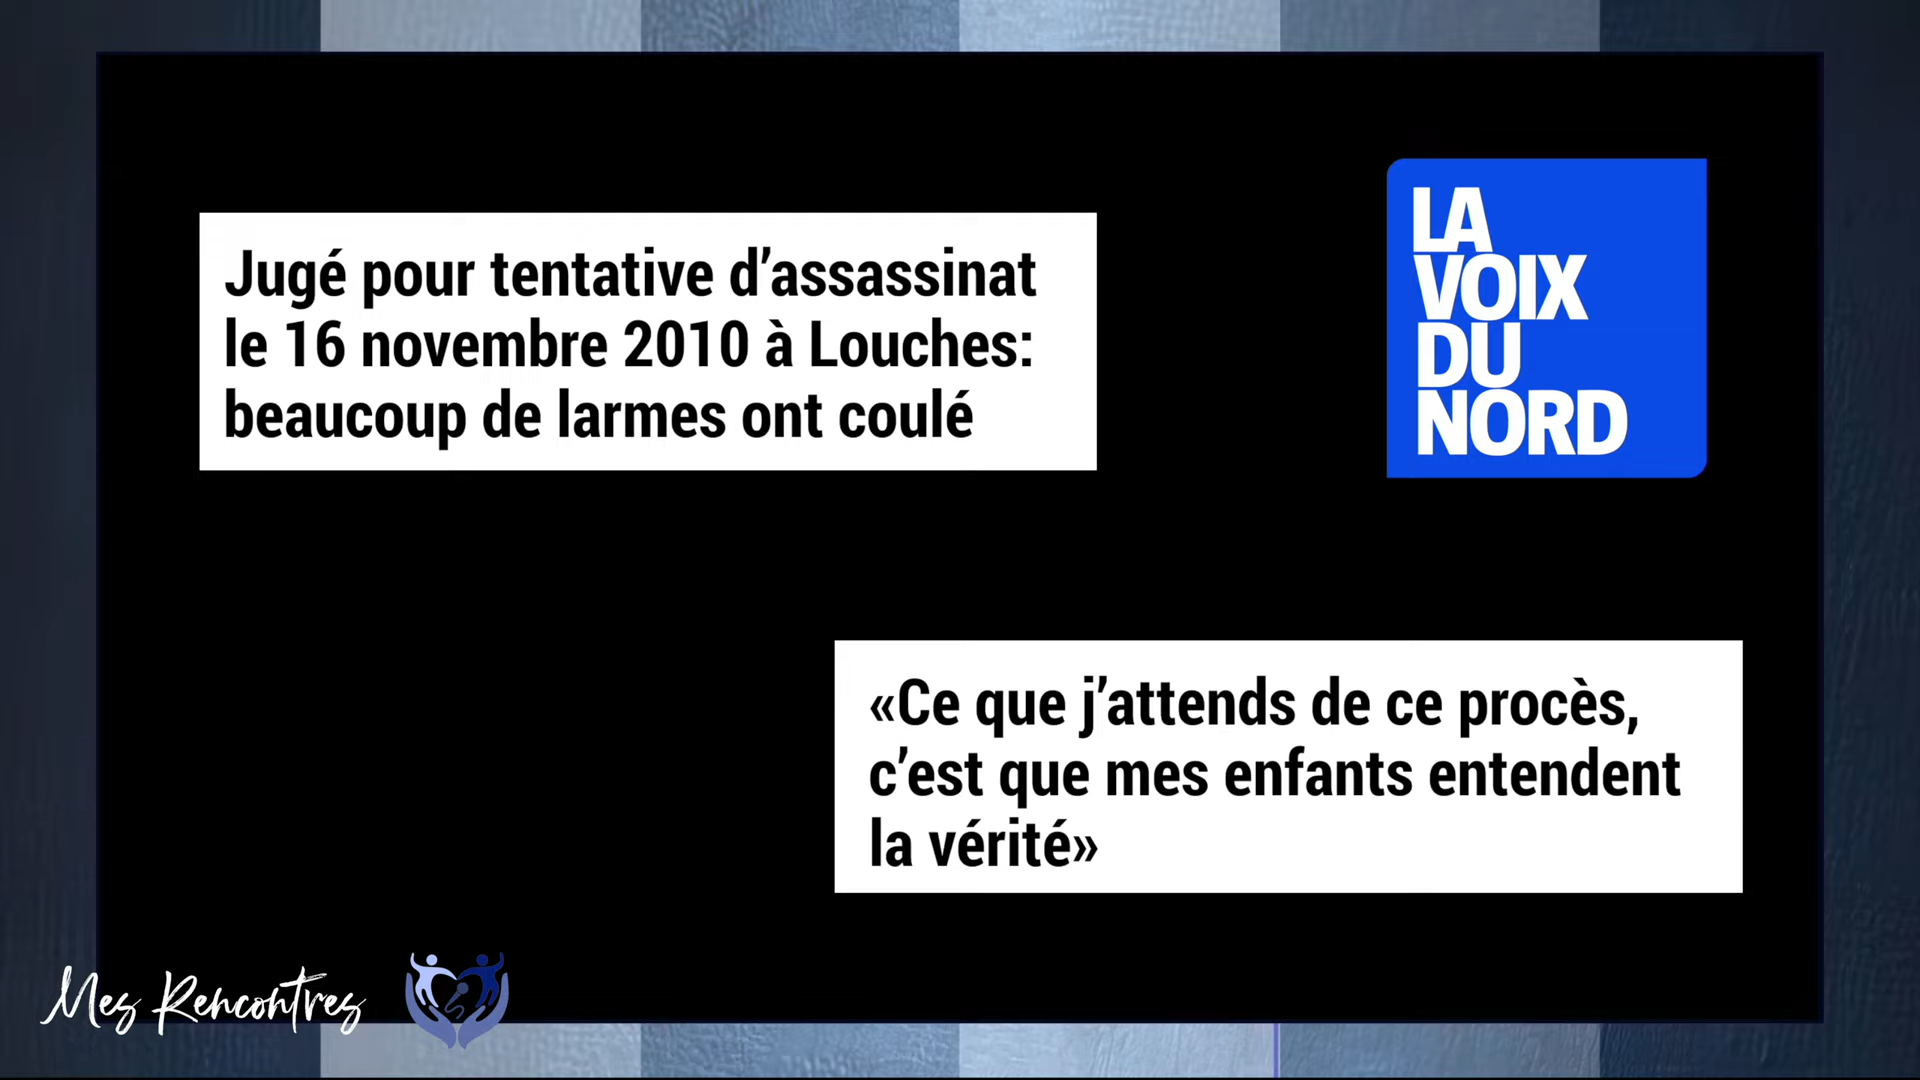 Jugé pour tentative d’assassinat
le 16 novembre 2010 à Louches:
beaucoup de larmes ont coulé
LA
VOIX
DU
NORD
«Ce que j’attends de ce procès,
c’est que mes enfants entendent
la vérité»
Mes Rencontres